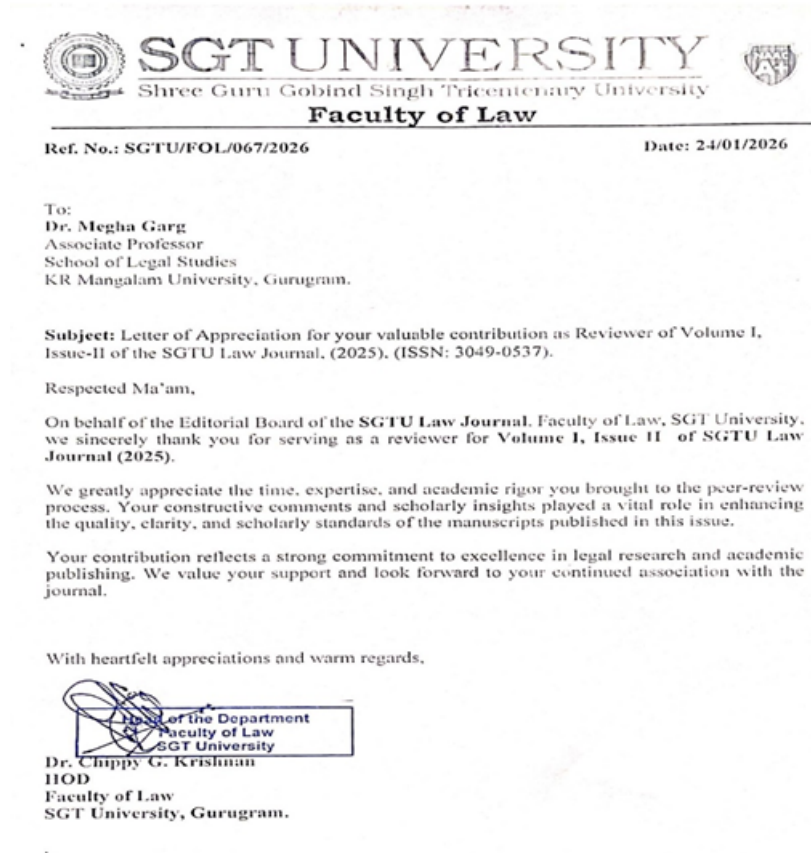 SGT UNIVERSITY
Shree Guru Gobind Singh Tricentenary University
Faculty of Law
Ref. No.: SGTU/FOL/067/2026 Date: 24/01/2026
To:
Dr. Megha Garg
Associate Professor
School of Legal Studies
KR Mangalam University, Gurugram.
Subject: Letter of Appreciation for your valuable contribution as Reviewer of Volume I,
Issue-II of the SGTU Law Journal, (2025), (ISSN: 3049-0537).
Respected Ma'am,
On behalf of the Editorial Board of the SGTU Law Journal, Faculty of Law, SGT University,
we sincerely thank you for serving as a reviewer for Volume I, Issue II of SGTU Law
Journal (2025).
We greatly appreciate the time, expertise, and academic rigor you brought to the peer-review
process. Your constructive comments and scholarly insights played a vital role in enhancing
the quality, clarity, and scholarly standards of the manuscripts published in this issue.
Your contribution reflects a strong commitment to excellence in legal research and academic
publishing. We value your support and look forward to your continued association with the
journal.
With heartfelt appreciations and warm regards,
Head of the Department
Faculty of Law
SGT University
Dr. Chippy G. Krishnan
HOD
Faculty of Law
SGT University, Gurugram.